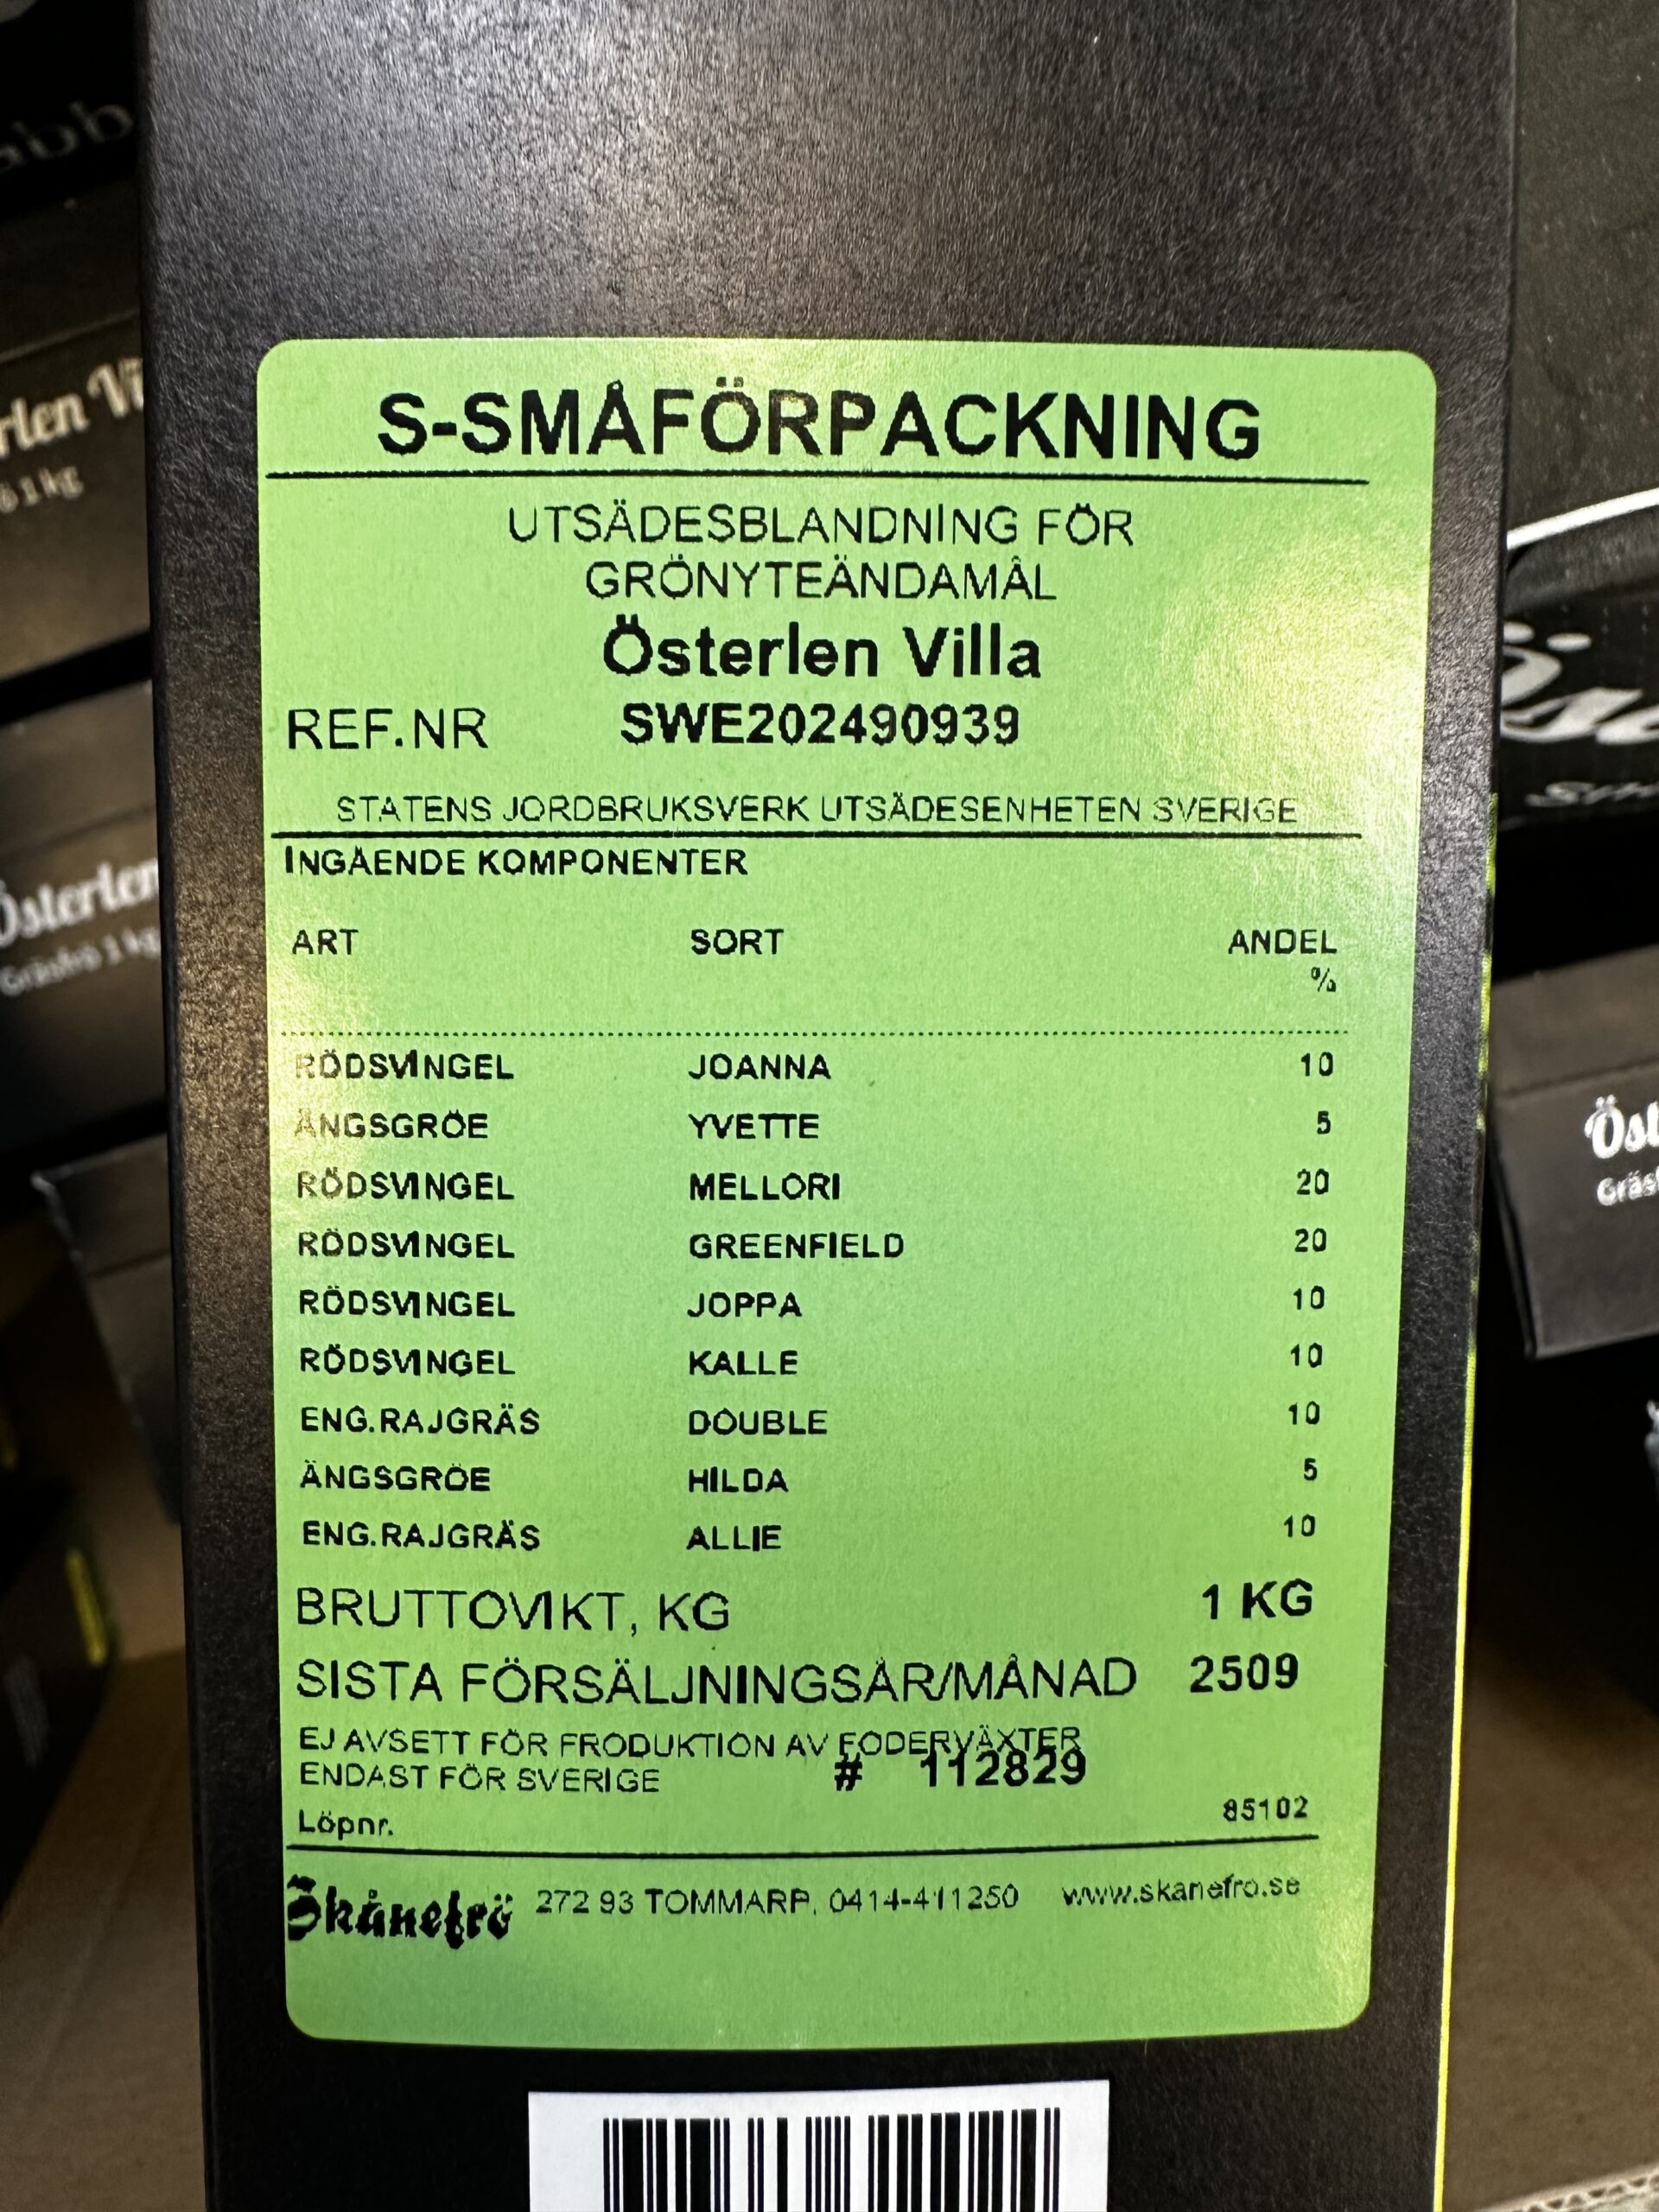 S-SMÅFÖRPACKNING
UTSÄDESBLANDNING FÖR
GRÖNYTEÄNDAMÅL
Österlen Villa
REF.NR SWE202490939
STATENS JORDBRUKSVERK UTSÄDESENHETEN SVERIGE
INGÅENDE KOMPONENTER
ART SORT ANDEL
%
RÖDSVINGEL JOANNA 10
ÄNGSGRÖE YVETTE 5
RÖDSVINGEL MELLORI 20
RÖDSVINGEL GREENFIELD 20
RÖDSVINGEL JOPPA 10
RÖDSVINGEL KALLE 10
ENG.RAJGRÄS DOUBLE 10
ÄNGSGRÖE HILDA 5
ENG.RAJGRÄS ALLIE 10
BRUTTOVIKT, KG 1 KG
SISTA FÖRSÄLJNINGSÅR/MÅNAD 2509
EJ AVSETT FÖR PRODUKTION AV FODERVÄXTER
ENDAST FÖR SVERIGE # 112829
Löpnr. 85102
Skånefrö 272 93 TOMMARP, 0414-411250 www.skanefro.se
Österlen
Gräsfrö 1 kg